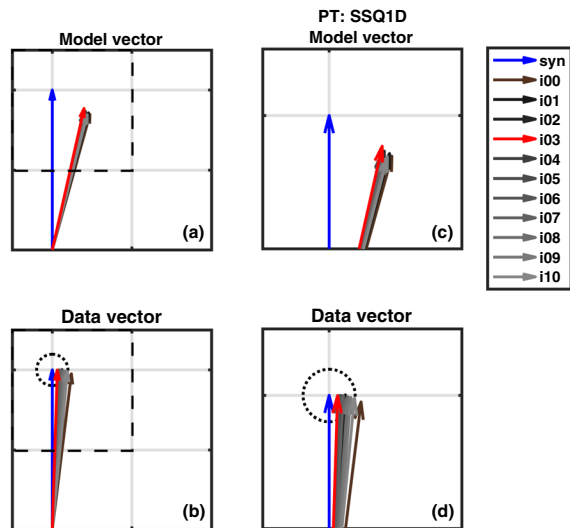 PT: SSQ1D
Model vector
Model vector
(a)
(c)
syn
i00
i01
i02
i03
i04
i05
i06
i07
i08
i09
i10
Data vector
Data vector
(b)
(d)